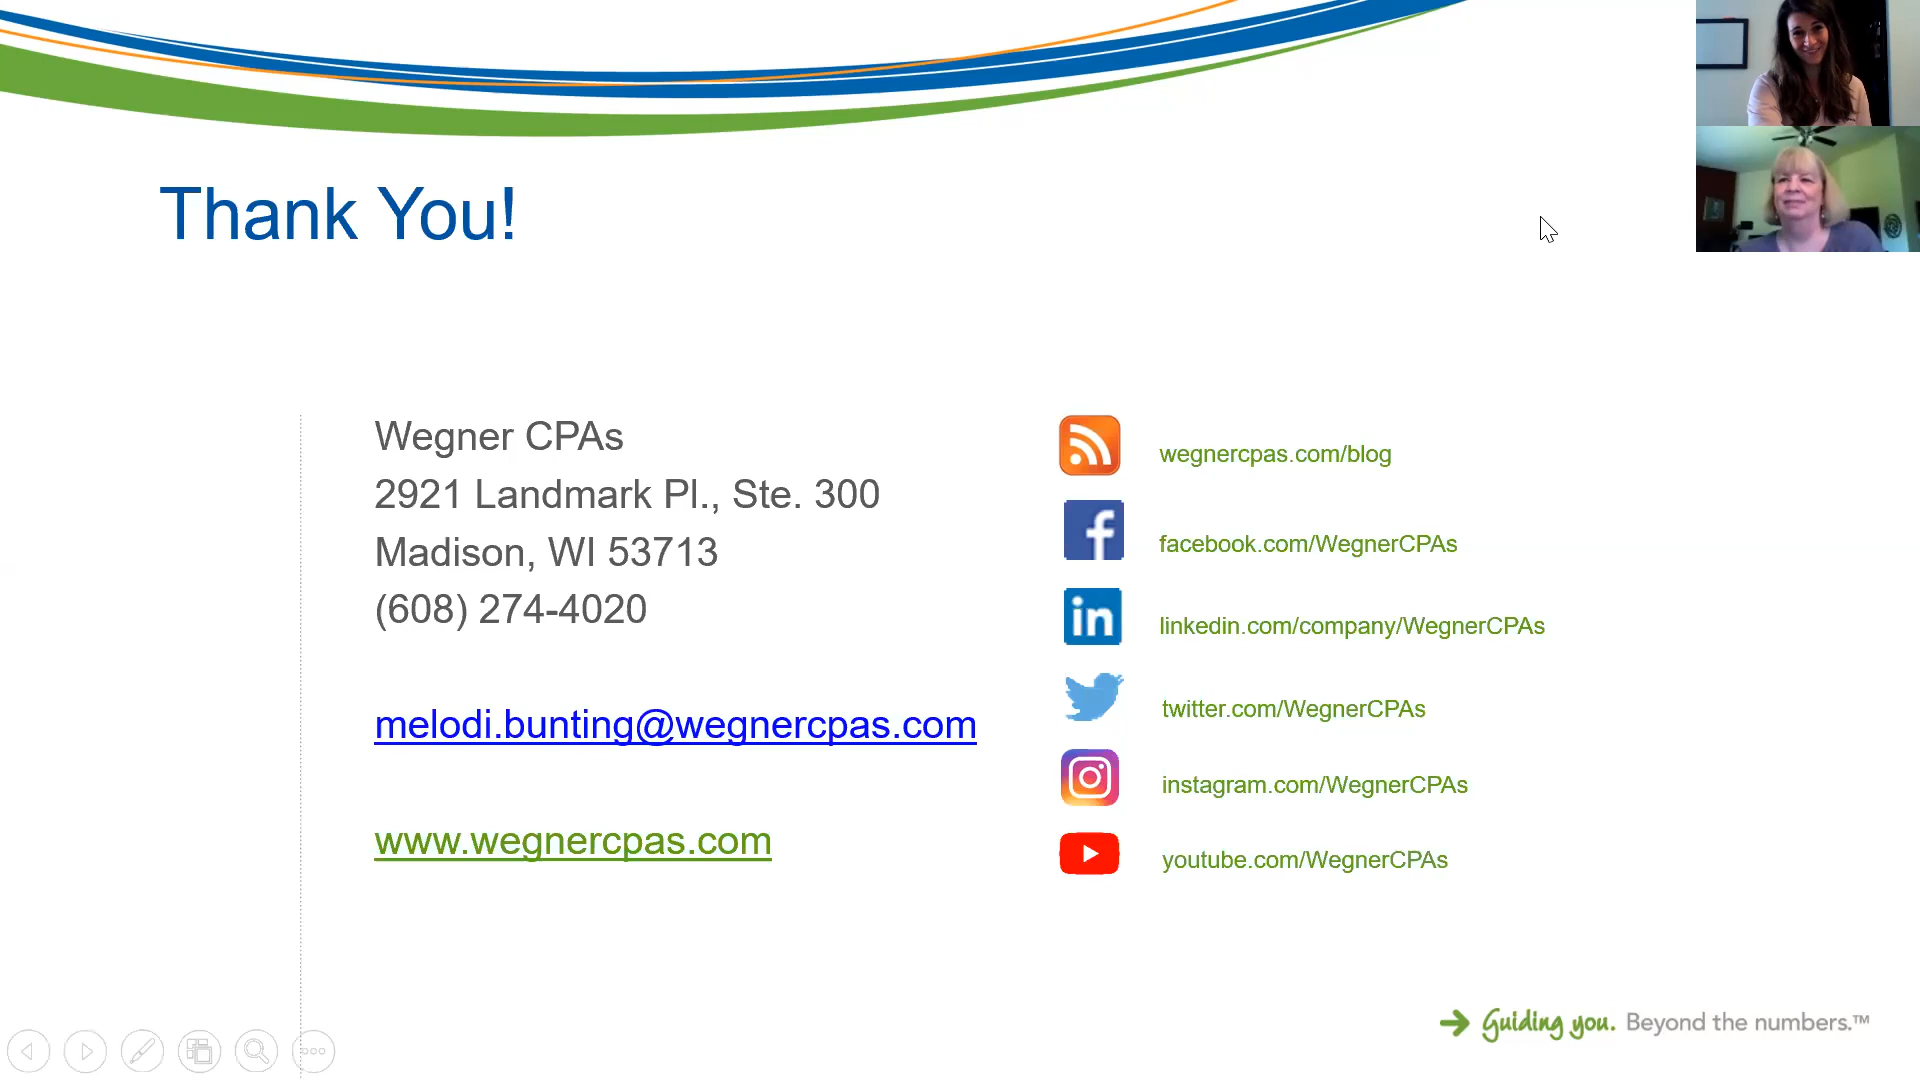 Thank You!
Wegner CPAs
2921 Landmark Pl., Ste. 300
Madison, WI 53713
(608) 274-4020
melodi.bunting@wegnercpas.com
www.wegnercpas.com
wegnercpas.com/blog
facebook.com/WegnerCPAs
linkedin.com/company/WegnerCPAs
twitter.com/WegnerCPAs
instagram.com/WegnerCPAs
youtube.com/WegnerCPAs
Guiding you. Beyond the numbers.™